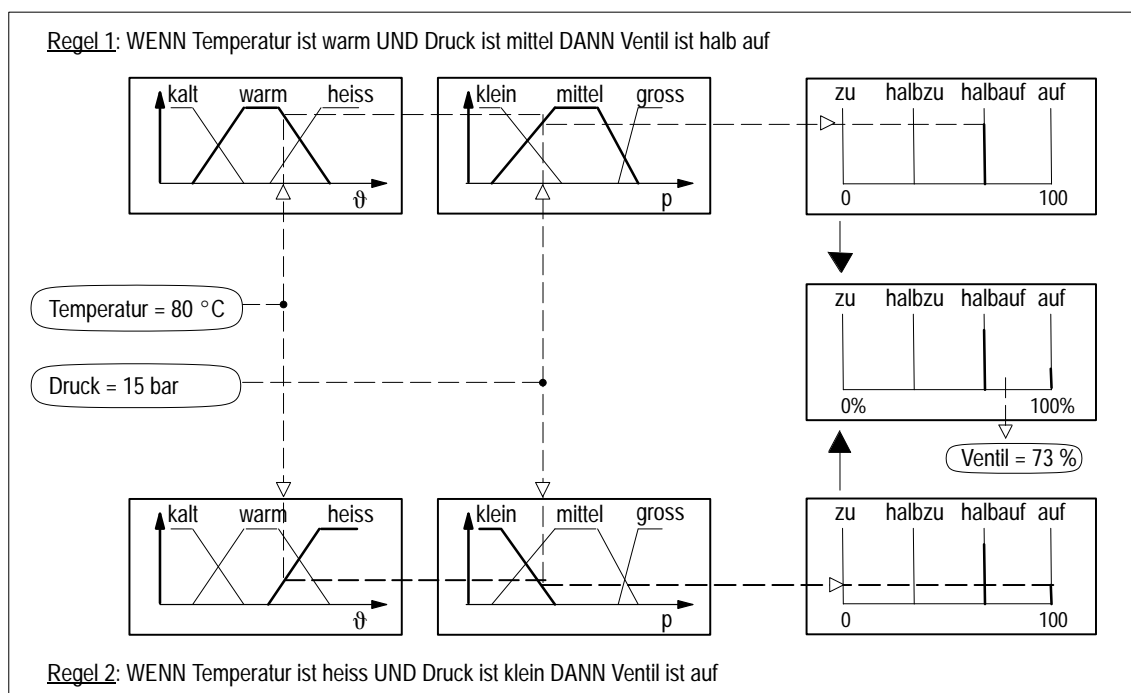 Regel 1: WENN Temperatur ist warm UND Druck ist mittel DANN Ventil ist halb auf
kalt warm heiss
ϑ
klein mittel gross
p
zu halbzu halbauf auf
0 100
Temperatur = 80 °C
Druck = 15 bar
zu halbzu halbauf auf
0% 100%
Ventil = 73 %
kalt warm heiss
ϑ
klein mittel gross
p
zu halbzu halbauf auf
0 100
Regel 2: WENN Temperatur ist heiss UND Druck ist klein DANN Ventil ist auf